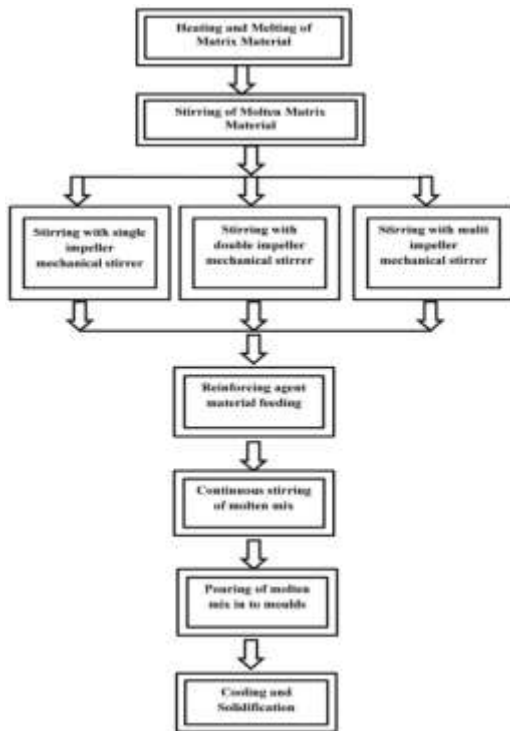 Heating and Melting of
Matrix Material
Stirring of Molten Matrix
Material
Stirring with single
impeller
mechanical stirrer
Stirring with
double impeller
mechanical stirrer
Stirring with multi
impeller
mechanical stirrer
Reinforcing agent
material feeding
Continuous stirring
of molten mix
Pouring of molten
mix in to moulds
Cooling and
Solidification